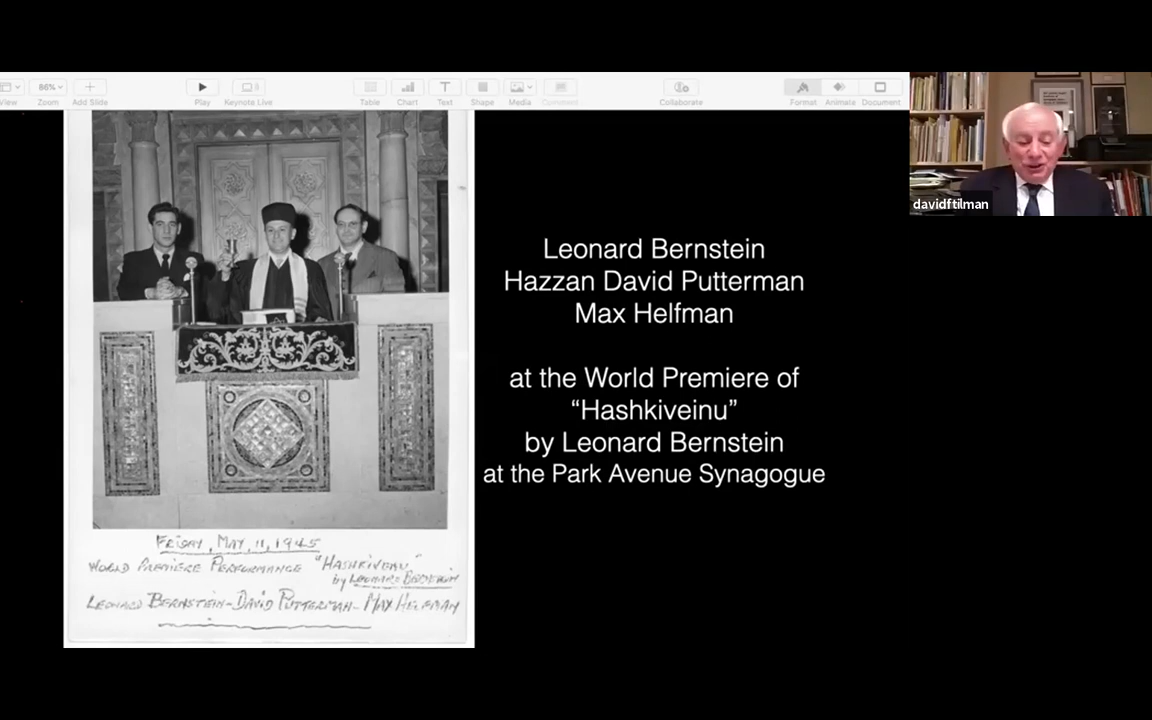 View
86%
Zoom
Add Slide
Play
Keynote Live
Table
Chart
Text
Shape
Media
Comment
Collaborate
Format
Animate
Document
davidftilman
Leonard Bernstein
Hazzan David Putterman
Max Helfman
at the World Premiere of
“Hashkiveinu”
by Leonard Bernstein
at the Park Avenue Synagogue
FRIDAY, MAY, 11, 1945
WORLD PREMIERE PERFORMANCE "HASHKIVENU"
by LEONARD BERNSTEIN
LEONARD BERNSTEIN-DAVID PUTTERMAN-MAX HELFMAN